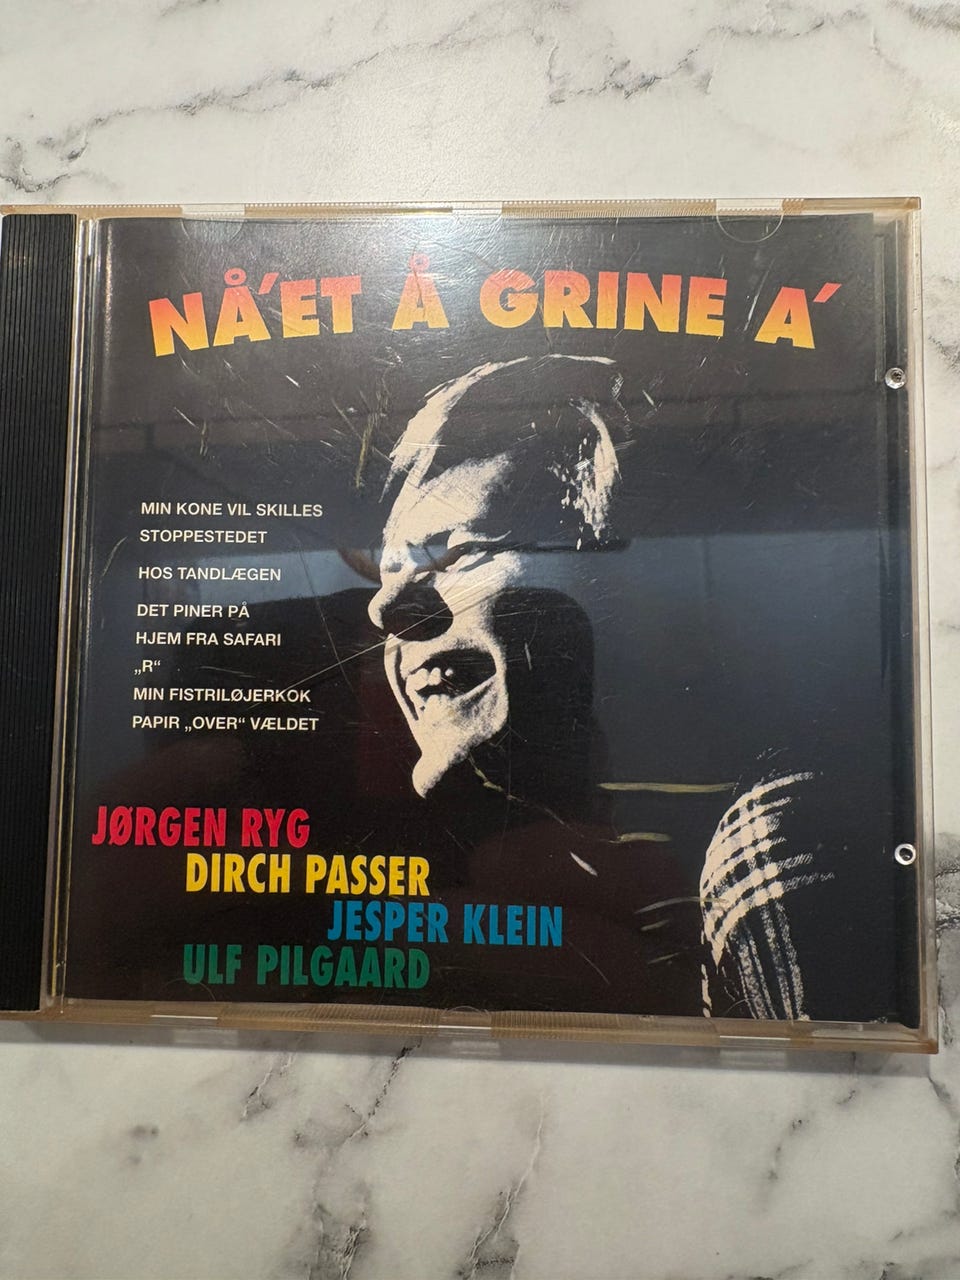 NÅ´ET Å GRINE A´
MIN KONE VIL SKILLES
STOPPESTEDET
HOS TANDLÆGEN
DET PINER PÅ
HJEM FRA SAFARI
„R“
MIN FISTRILØJERKOK
PAPIR „OVER“ VÆLDET
JØRGEN RYG
DIRCH PASSER
JESPER KLEIN
ULF PILGAARD